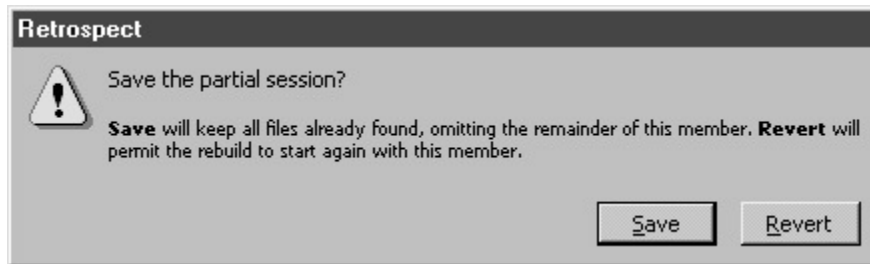 Retrospect
Save the partial session?
Save will keep all files already found, omitting the remainder of this member. Revert will
permit the rebuild to start again with this member.
Save
Revert